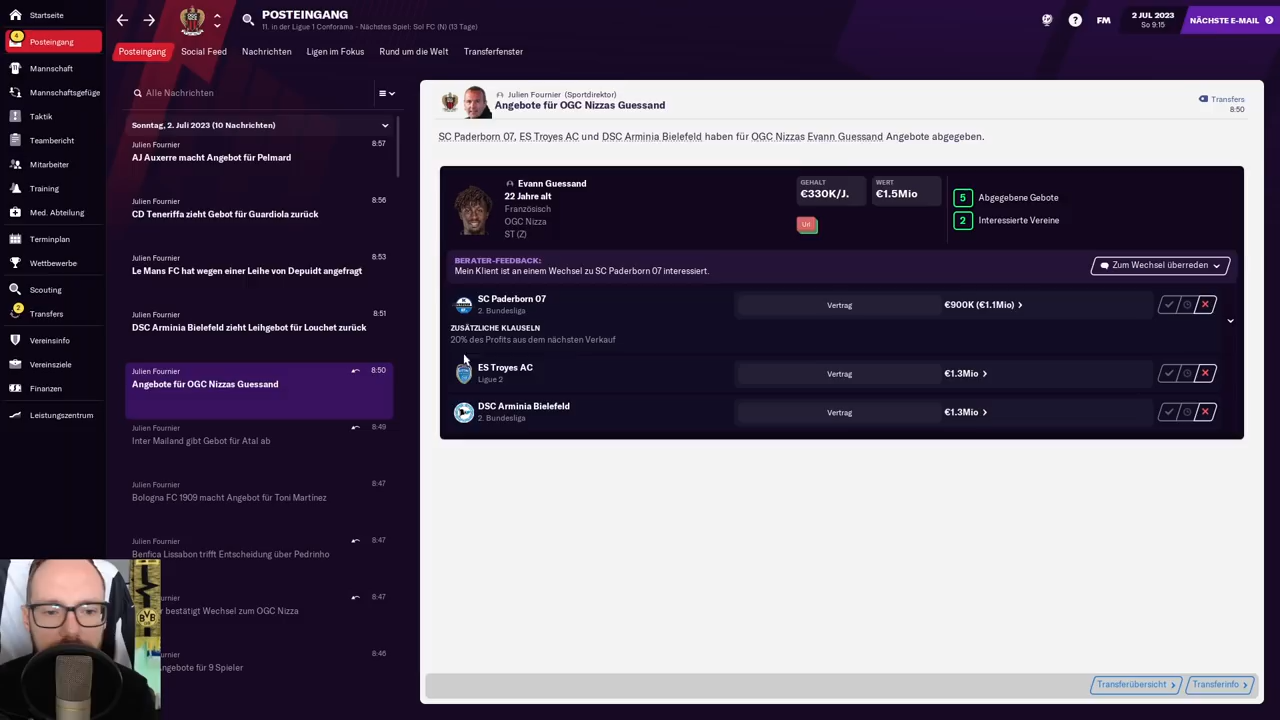 Startseite
4
Posteingang
Mannschaft
Mannschaftsgefüge
Taktik
Teambericht
Mitarbeiter
Training
Med. Abteilung
Terminplan
Wettbewerbe
Scouting
2
Transfers
Vereinsinfo
Vereinsziele
Finanzen
Leistungszentrum
POSTEINGANG
11. in der Ligue 1 Conforama - Nächstes Spiel: Sol FC (N) (13 Tage)
?
FM
2 JUL 2023
So 9:15
NÄCHSTE E-MAIL
Posteingang
Social Feed
Nachrichten
Ligen im Fokus
Rund um die Welt
Transferfenster
Alle Nachrichten
Sonntag, 2. Juli 2023 (10 Nachrichten)
Julien Fournier 8:57
AJ Auxerre macht Angebot für Pelmard
Julien Fournier 8:56
CD Teneriffa zieht Gebot für Guardiola zurück
Julien Fournier 8:53
Le Mans FC hat wegen einer Leihe von Depuidt angefragt
Julien Fournier 8:51
DSC Arminia Bielefeld zieht Leihgebot für Louchet zurück
Julien Fournier 8:50
Angebote für OGC Nizzas Guessand
Julien Fournier 8:49
Inter Mailand gibt Gebot für Atal ab
Julien Fournier 8:47
Bologna FC 1909 macht Angebot für Toni Martínez
Julien Fournier 8:47
Benfica Lissabon trifft Entscheidung über Pedrinho
8:47
bestätigt Wechsel zum OGC Nizza
8:46
Angebote für 9 Spieler
BVB
09
Julien Fournier (Sportdirektor)
Angebote für OGC Nizzas Guessand
Transfers
8:50
SC Paderborn 07, ES Troyes AC und DSC Arminia Bielefeld haben für OGC Nizzas Evann Guessand Angebote abgegeben.
Evann Guessand
22 Jahre alt
Französisch
OGC Nizza
ST (Z)
GEHALT
€330K/J.
WERT
€1.5Mio
Url
5 Abgegebene Gebote
2 Interessierte Vereine
BERATER-FEEDBACK:
Mein Klient ist an einem Wechsel zu SC Paderborn 07 interessiert.
Zum Wechsel überreden
SC Paderborn 07
2. Bundesliga
Vertrag
€900K (€1.1Mio)
ZUSÄTZLICHE KLAUSELN
20% des Profits aus dem nächsten Verkauf
ES Troyes AC
Ligue 2
Vertrag
€1.3Mio
DSC Arminia Bielefeld
2. Bundesliga
Vertrag
€1.3Mio
Transferübersicht
Transferinfo